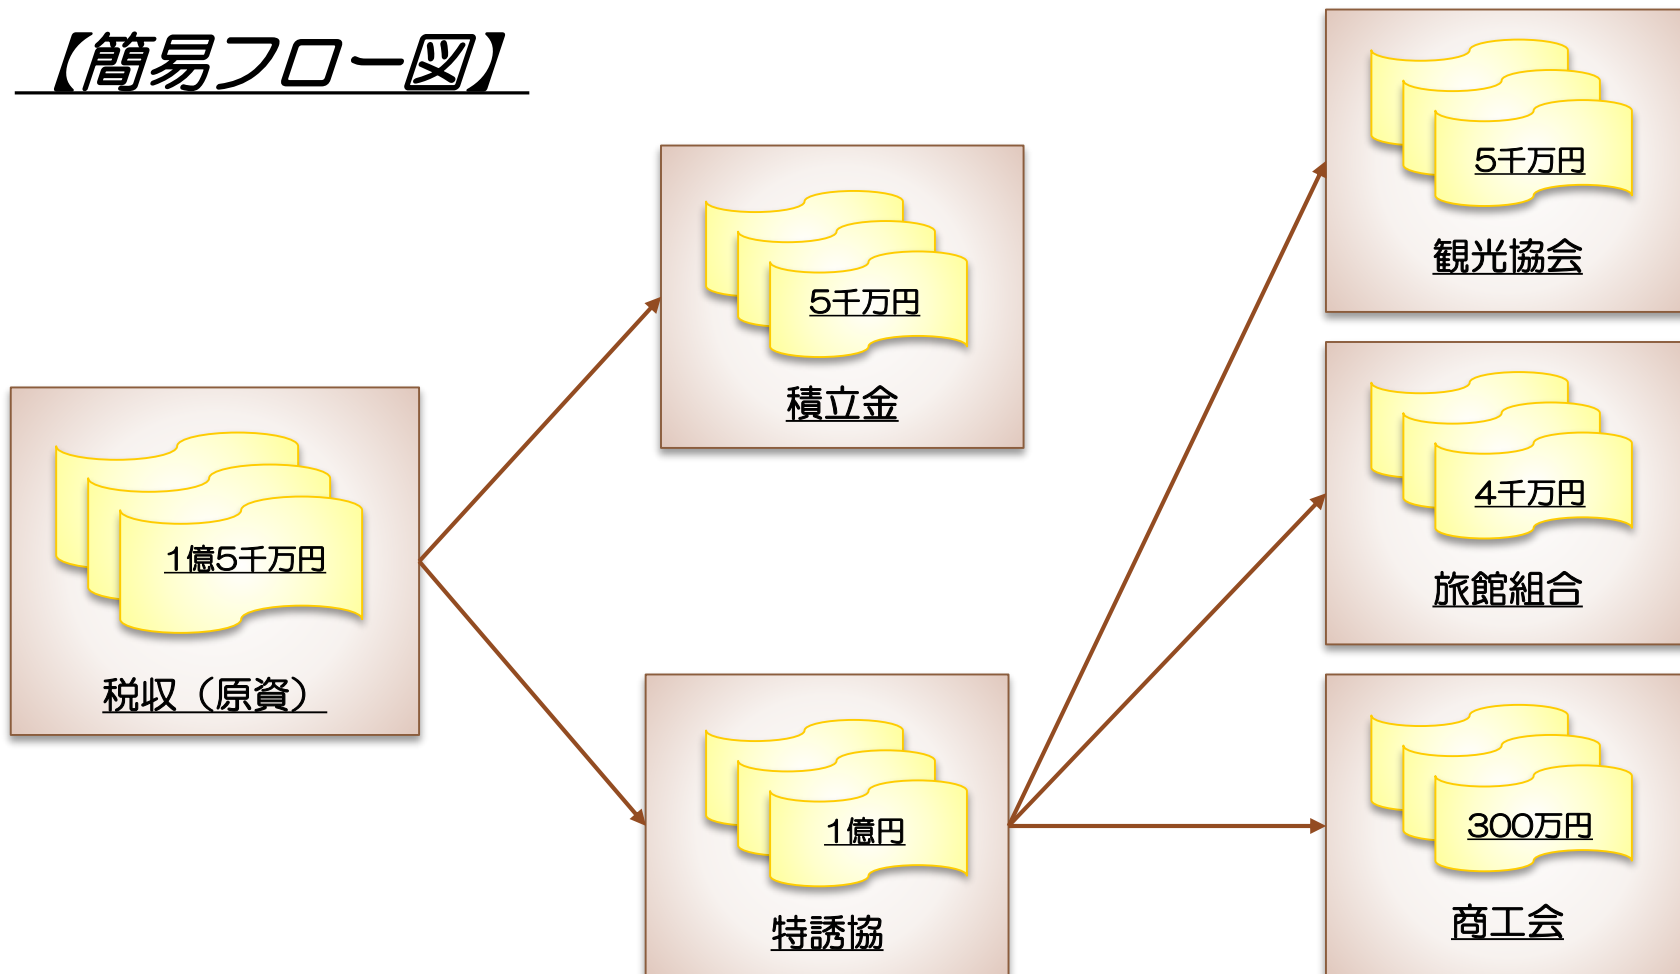 【簡易フロー図】
1億5千万円
税収（原資）
5千万円
積立金
1億円
特誘協
5千万円
観光協会
4千万円
旅館組合
300万円
商工会